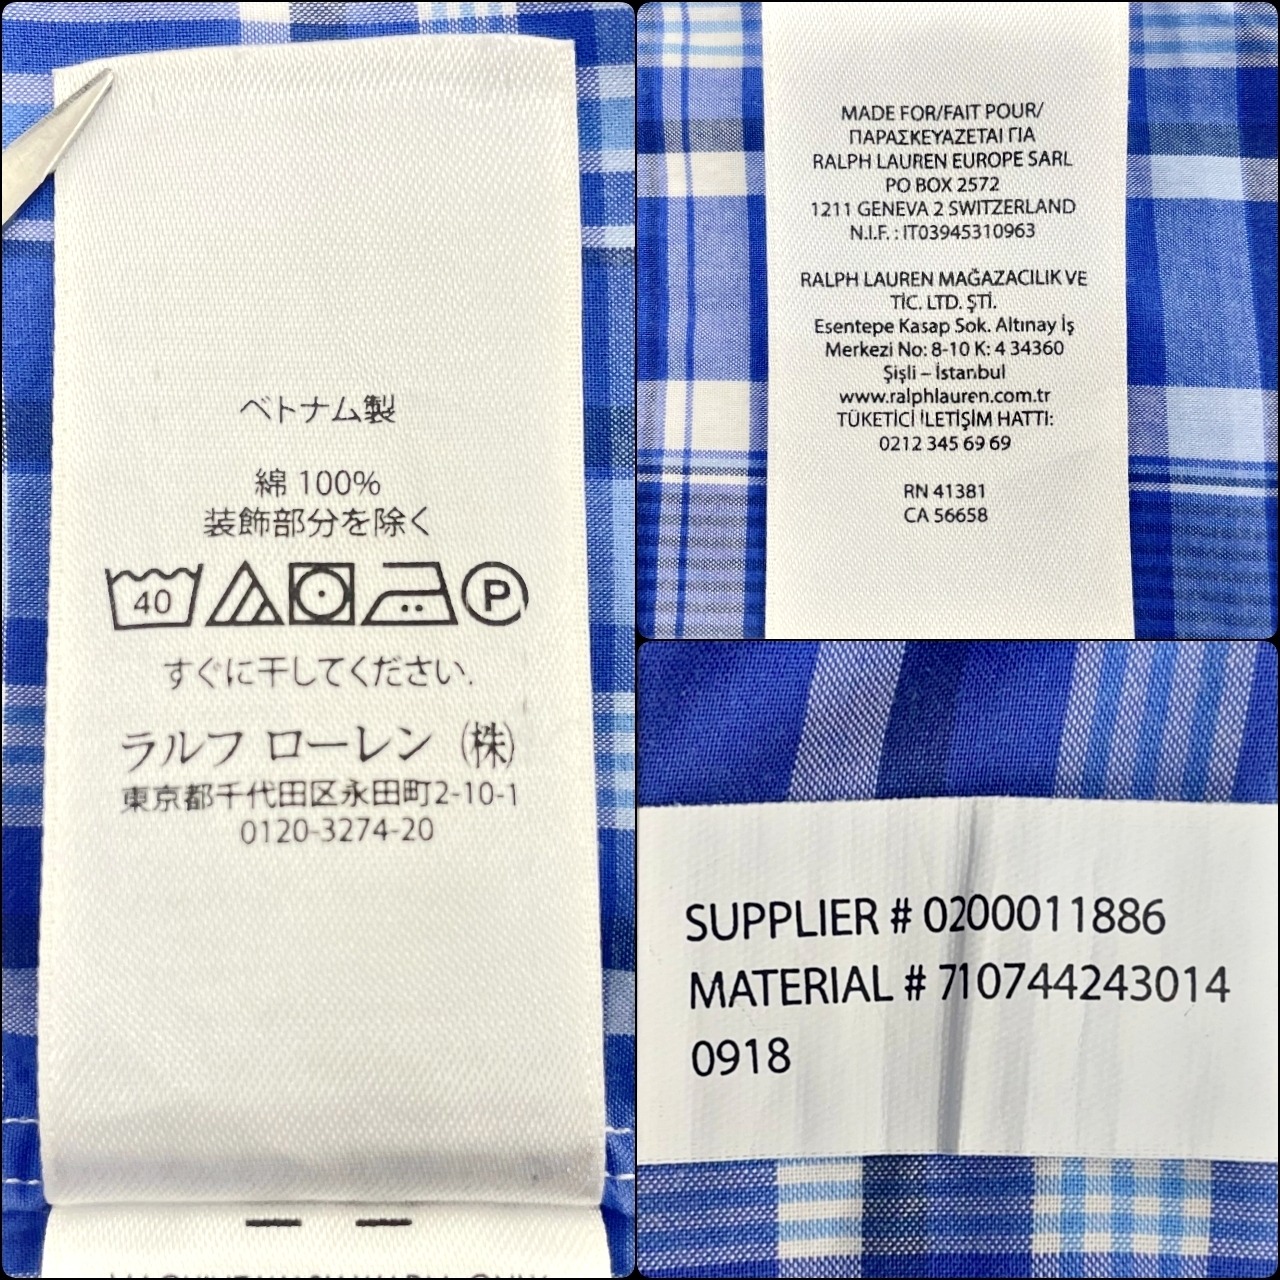 ベトナム製
綿 100%
装飾部分を除く
40
P
すぐに干してください.
ラルフ ローレン (株)
東京都千代田区永田町2-10-1
0120-3274-20
MADE FOR/FAIT POUR/
ΠΑΡΑΣΚΕΥΑΖΕΤΑΙ ΓΙΑ
RALPH LAUREN EUROPE SARL
PO BOX 2572
1211 GENEVA 2 SWITZERLAND
N.I.F. : IT03945310963
RALPH LAUREN MAĞAZACILIK VE
TİC. LTD. ŞTİ.
Esentepe Kasap Sok. Altınay İş
Merkezi No: 8-10 K: 4 34360
Şişli – İstanbul
www.ralphlauren.com.tr
TÜKETİCİ İLETİŞİM HATTI:
0212 345 69 69
RN 41381
CA 56658
SUPPLIER # 0200011886
MATERIAL # 710744243014
0918